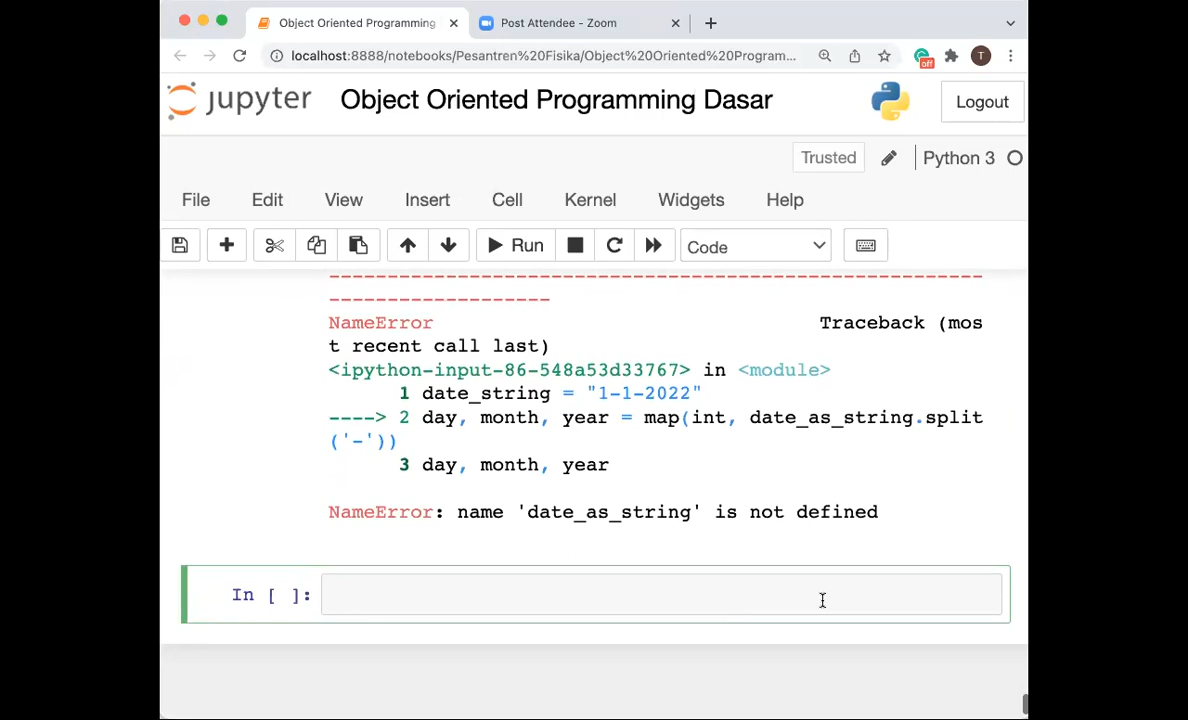 Object Oriented Programming
Post Attendee - Zoom
localhost:8888/notebooks/Pesantren%20Fisika/Object%20Oriented%20Program...
off
T
jupyter Object Oriented Programming Dasar
Logout
Trusted
Python 3
File Edit View Insert Cell Kernel Widgets Help
Run
Code
---------------------------------------------------------
-------------------
NameError Traceback (mos
t recent call last)
<ipython-input-86-548a53d33767> in <module>
1 date_string = "1-1-2022"
----> 2 day, month, year = map(int, date_as_string.split
('-'))
3 day, month, year
NameError: name 'date_as_string' is not defined
In [ ]: